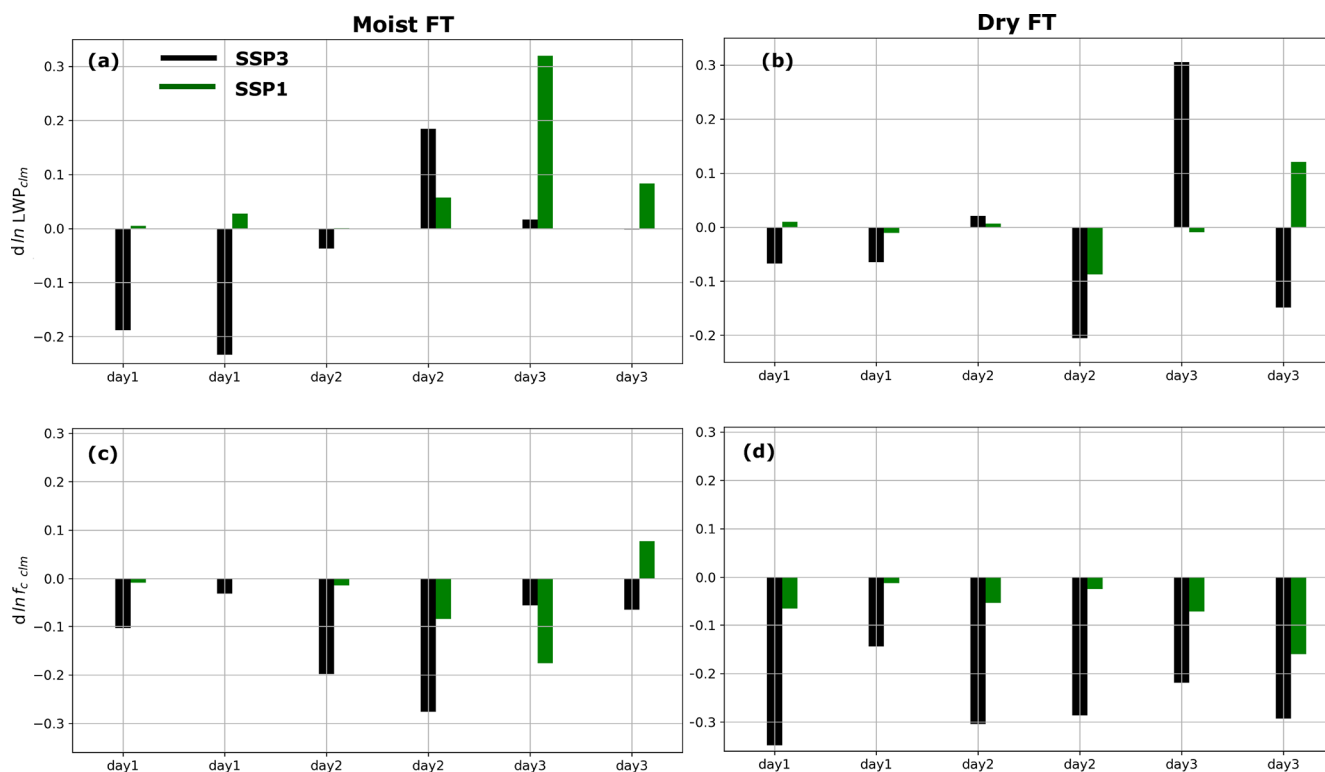 Moist FT
Dry FT
(a)
SSP3
SSP1
0.3
0.2
0.1
0.0
−0.1
−0.2
d ln LWPclm
day1 day1 day2 day2 day3 day3
(b)
0.3
0.2
0.1
0.0
-0.1
-0.2
day1 day1 day2 day2 day3 day3
(c)
0.3
0.2
0.1
0.0
−0.1
−0.2
−0.3
d ln fc clm
day1 day1 day2 day2 day3 day3
(d)
0.3
0.2
0.1
0.0
-0.1
-0.2
-0.3
day1 day1 day2 day2 day3 day3